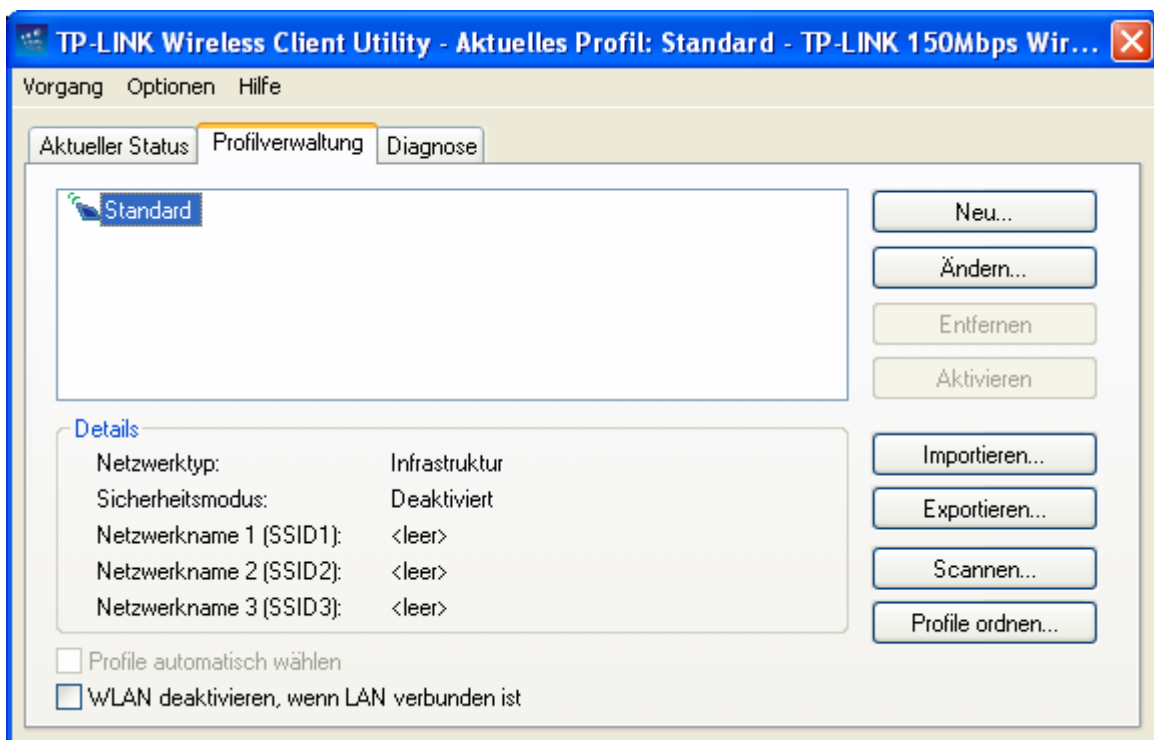 TP-LINK Wireless Client Utility - Aktuelles Profil: Standard - TP-LINK 150Mbps Wir...
Vorgang Optionen Hilfe
Aktueller Status Profilverwaltung Diagnose
Standard
Neu...
Ändern...
Entfernen
Aktivieren
Details
Netzwerktyp: Infrastruktur
Sicherheitsmodus: Deaktiviert
Netzwerkname 1 (SSID1): <leer>
Netzwerkname 2 (SSID2): <leer>
Netzwerkname 3 (SSID3): <leer>
Importieren...
Exportieren...
Scannen...
Profile ordnen...
Profile automatisch wählen
WLAN deaktivieren, wenn LAN verbunden ist